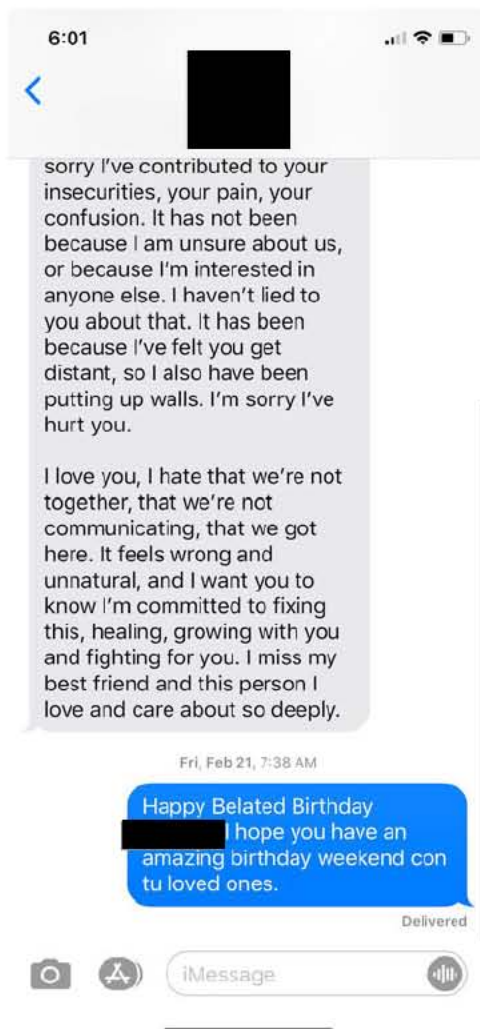 6:01
sorry I've contributed to your
insecurities, your pain, your
confusion. It has not been
because I am unsure about us,
or because I'm interested in
anyone else. I haven't lied to
you about that. It has been
because I've felt you get
distant, so I also have been
putting up walls. I'm sorry I've
hurt you.
I love you, I hate that we're not
together, that we're not
communicating, that we got
here. It feels wrong and
unnatural, and I want you to
know I'm committed to fixing
this, healing, growing with you
and fighting for you. I miss my
best friend and this person I
love and care about so deeply.
Fri, Feb 21, 7:38 AM
Happy Belated Birthday
I hope you have an
amazing birthday weekend con
tu loved ones.
Delivered
iMessage